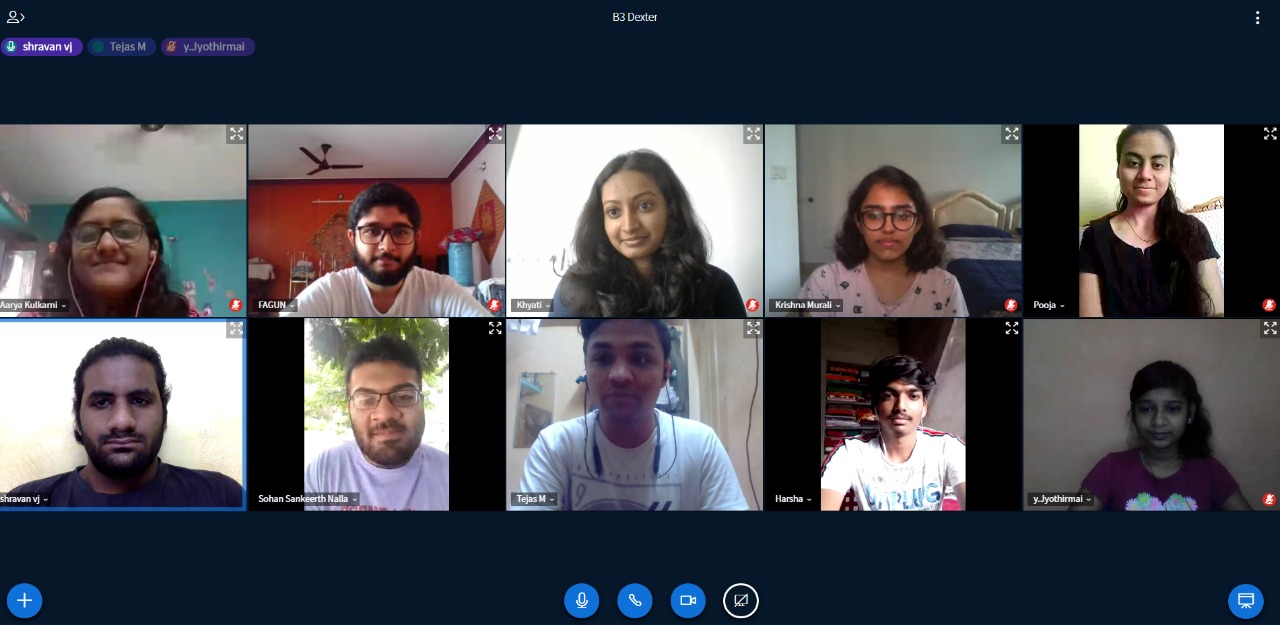 B3 Dexter
shravan vj
Tejas M
y.Jyothirmai
Aarya Kulkarni
FAGUN
Khyati
Krishna Murali
Pooja
shravan vj
Sohan Sankeerth Nalla
Tejas M
Harsha
y.Jyothirmai